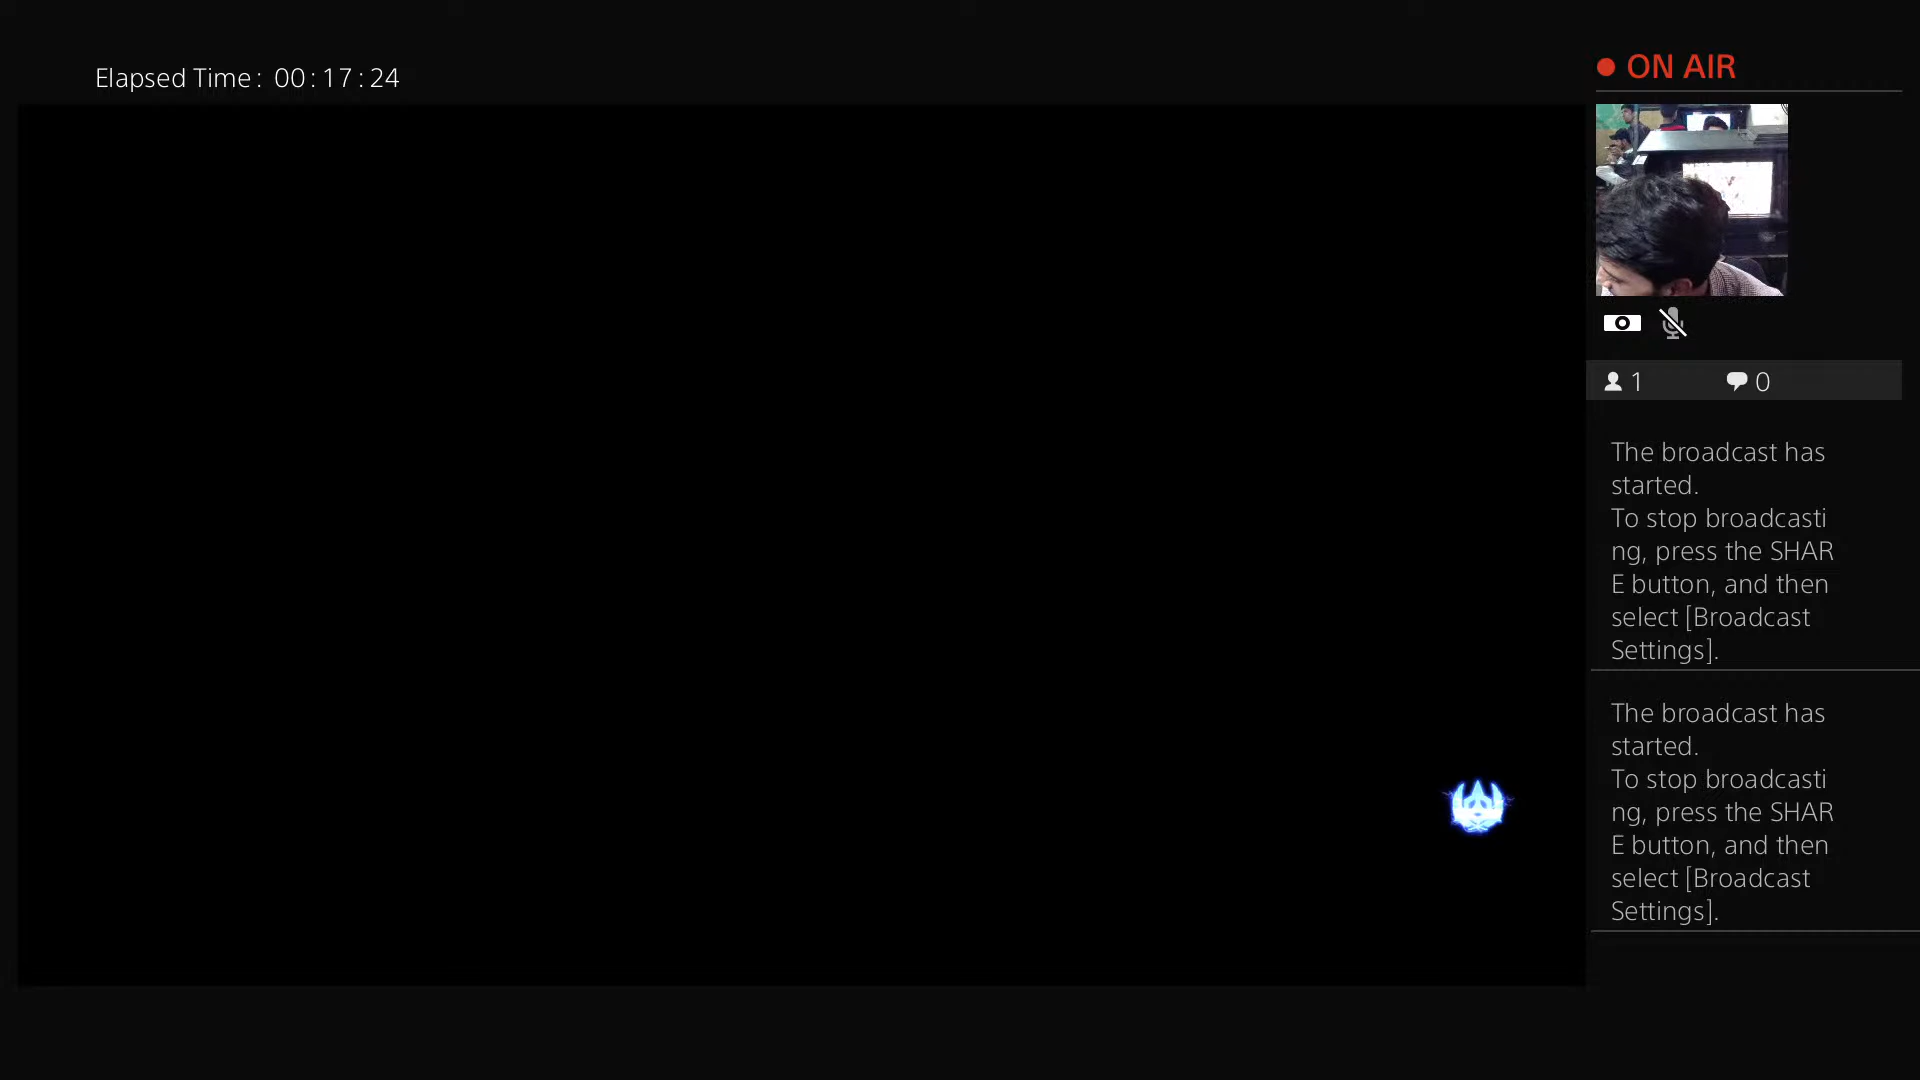 Elapsed Time: 00:17:24
ON AIR
1 0
The broadcast has
started.
To stop broadcasti
ng, press the SHAR
E button, and then
select [Broadcast
Settings].
The broadcast has
started.
To stop broadcasti
ng, press the SHAR
E button, and then
select [Broadcast
Settings].